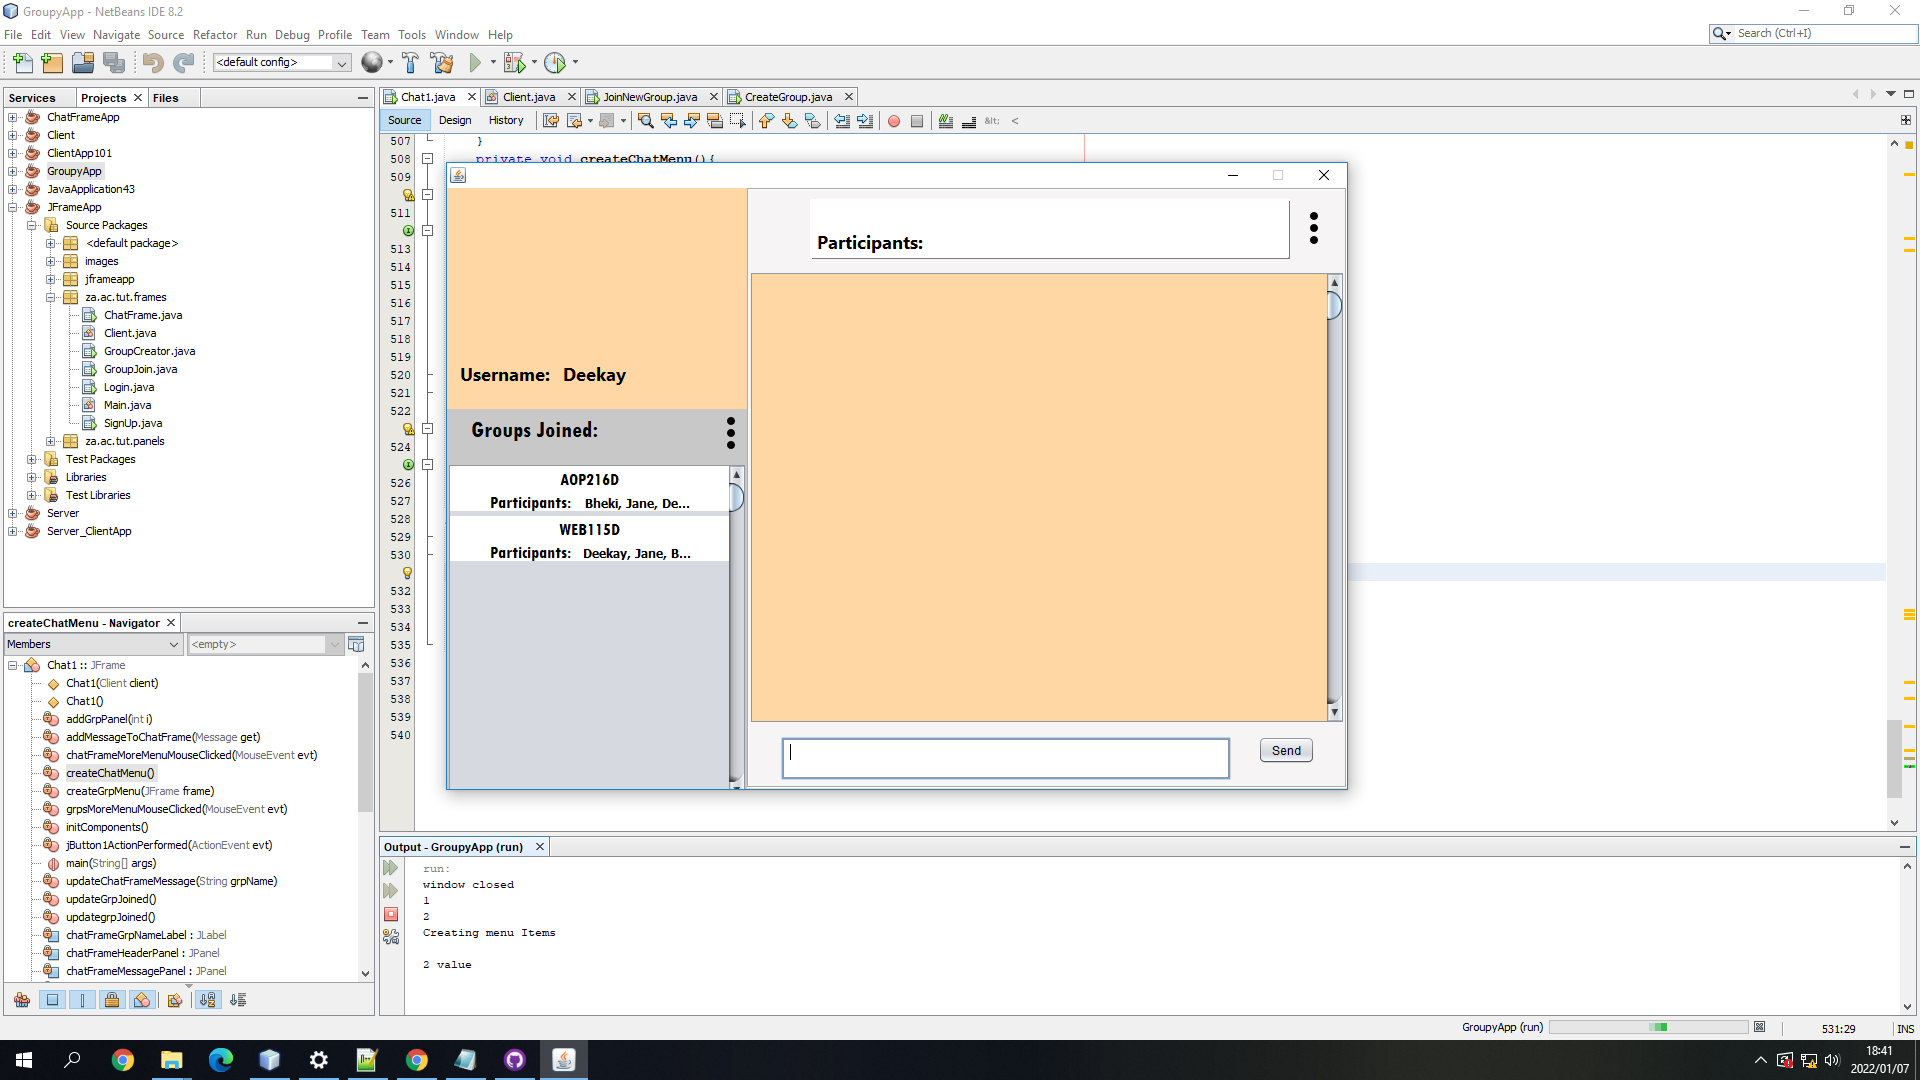 GroupyApp - NetBeans IDE 8.2
File Edit View Navigate Source Refactor Run Debug Profile Team Tools Window Help
Search (Ctrl+I)
<default config>
Services Projects Files
Chat1.java Client.java JoinNewGroup.java CreateGroup.java
Source Design History
&lt; <
ChatFrameApp
Client
ClientApp101
GroupyApp
JavaApplication43
JFrameApp
Source Packages
<default package>
images
jframeapp
za.ac.tut.frames
ChatFrame.java
Client.java
GroupCreator.java
GroupJoin.java
Login.java
Main.java
SignUp.java
za.ac.tut.panels
Test Packages
Libraries
Test Libraries
Server
Server_ClientApp
507 }
508 private void createChatMenu(){
509
511
513
514
515
516
517
518
519
520
521
522
524
526
527
528
529
530
532
533
534
535
536
537
538
539
540
Participants:
Username: Deekay
Groups Joined:
AOP216D
Participants: Bheki, Jane, De...
WEB115D
Participants: Deekay, Jane, B...
Send
createChatMenu - Navigator
Members <empty>
Chat1 :: JFrame
Chat1(Client client)
Chat1()
addGrpPanel(int i)
addMessageToChatFrame(Message get)
chatFrameMoreMenuMouseClicked(MouseEvent evt)
createChatMenu()
createGrpMenu(JFrame frame)
grpsMoreMenuMouseClicked(MouseEvent evt)
initComponents()
jButton1ActionPerformed(ActionEvent evt)
main(String[] args)
updateChatFrameMessage(String grpName)
updateGrpJoined()
updategrpJoined()
chatFrameGrpNameLabel : JLabel
chatFrameHeaderPanel : JPanel
chatFrameMessagePanel : JPanel
Output - GroupyApp (run)
run:
window closed
1
2
Creating menu Items
2 value
GroupyApp (run)
531:29 INS
18:41
2022/01/07